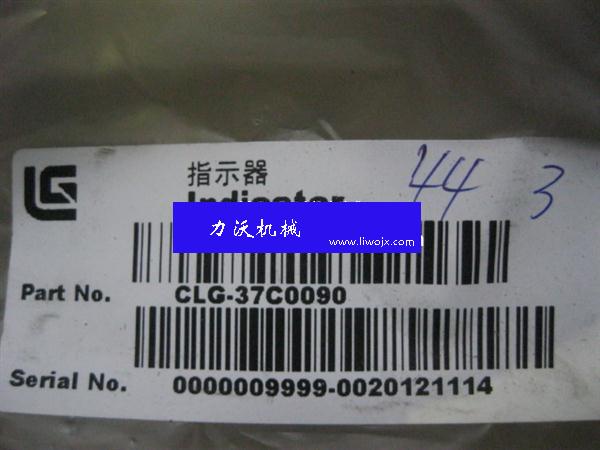 指示器
Indicator
44 3
力沃机械
www.liwojx.com
Part No. CLG-37C0090
Serial No. 0000009999-0020121114